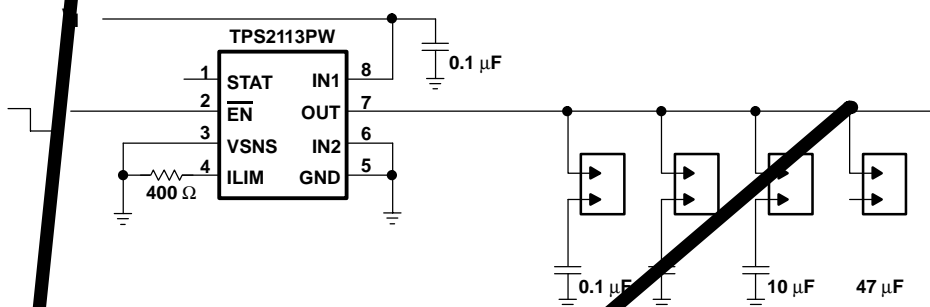 TPS2113PW
0.1 µF
1 STAT IN1 8
2 EN OUT 7
3 VSNS IN2 6
4 ILIM GND 5
400 Ω
0.1 µF 10 µF 47 µF